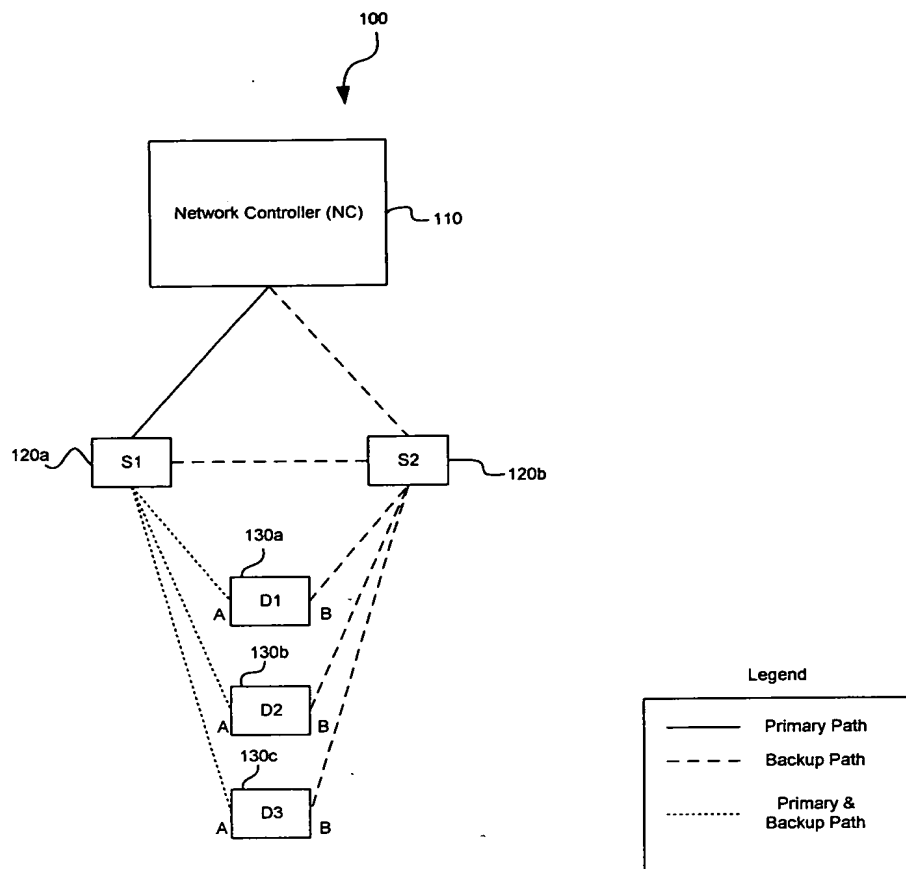 100
Network Controller (NC)
110
120a
S1
S2
120b
130a
D1
A
B
130b
D2
A
B
130c
D3
A
B
Legend
Primary Path
Backup Path
Primary &
Backup Path